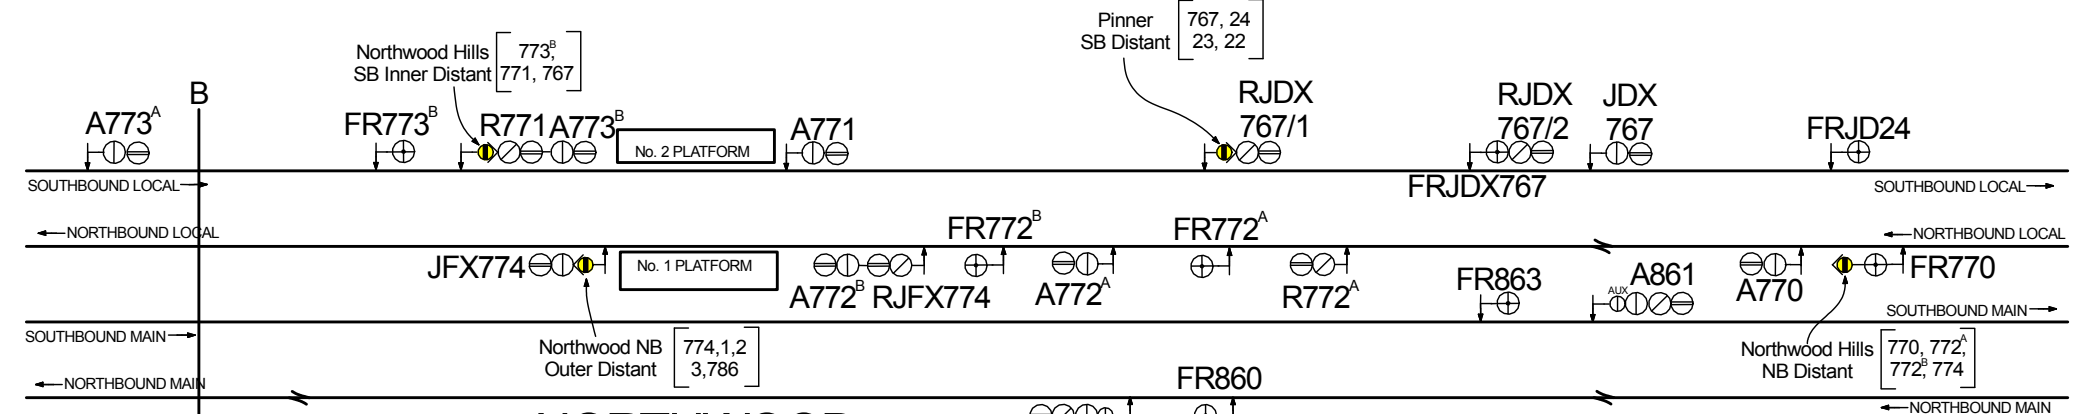 Pinner
SB Distant
767, 24
23, 22
Northwood Hills
SB Inner Distant
773B,
771, 767
B
A773A
FR773B
R771
A773B
No. 2 PLATFORM
A771
RJDX
767/1
RJDX
767/2
JDX
767
FRJD24
SOUTHBOUND LOCAL
FRJDX767
SOUTHBOUND LOCAL
NORTHBOUND LOCAL
FR772B
FR772A
NORTHBOUND LOCAL
JFX774
No. 1 PLATFORM
A772B
RJFX774
A772A
R772A
FR863
AUX
A861
A770
FR770
SOUTHBOUND MAIN
SOUTHBOUND MAIN
Northwood NB
Outer Distant
774,1,2
3,786
Northwood Hills
NB Distant
770, 772A,
772B, 774
NORTHBOUND MAIN
FR860
NORTHBOUND MAIN